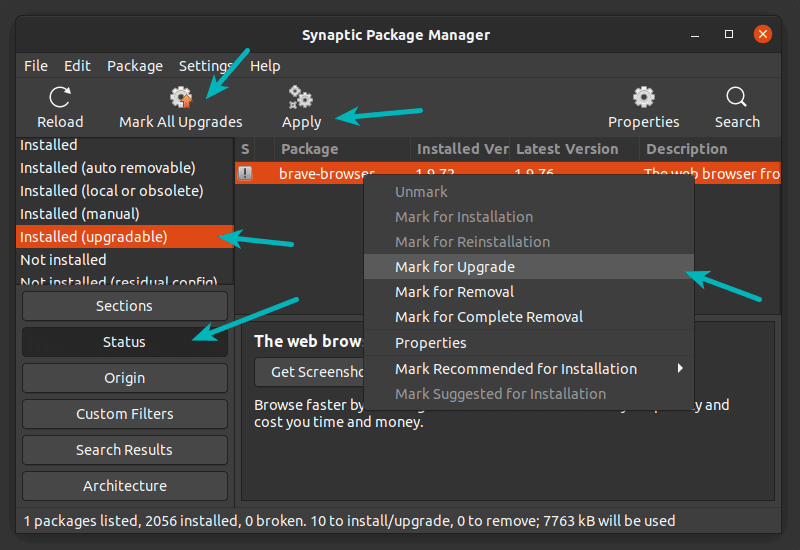 Synaptic Package Manager
File Edit Package Settings Help
Reload Mark All Upgrades Apply Properties Search
Installed
Installed (auto removable)
Installed (local or obsolete)
Installed (manual)
Installed (upgradable)
Not installed
Not installed (residual config)
Sections
Status
Origin
Custom Filters
Search Results
Architecture
S Package Installed Ver Latest Version Description
brave-browser 1.9.72 1.9.76 The web browser fro
Unmark
Mark for Installation
Mark for Reinstallation
Mark for Upgrade
Mark for Removal
Mark for Complete Removal
Properties
Mark Recommended for Installation
Mark Suggested for Installation
The web brow
Get Screensho
Browse faster by and
cost you time and money.
1 packages listed, 2056 installed, 0 broken. 10 to install/upgrade, 0 to remove; 7763 kB will be used